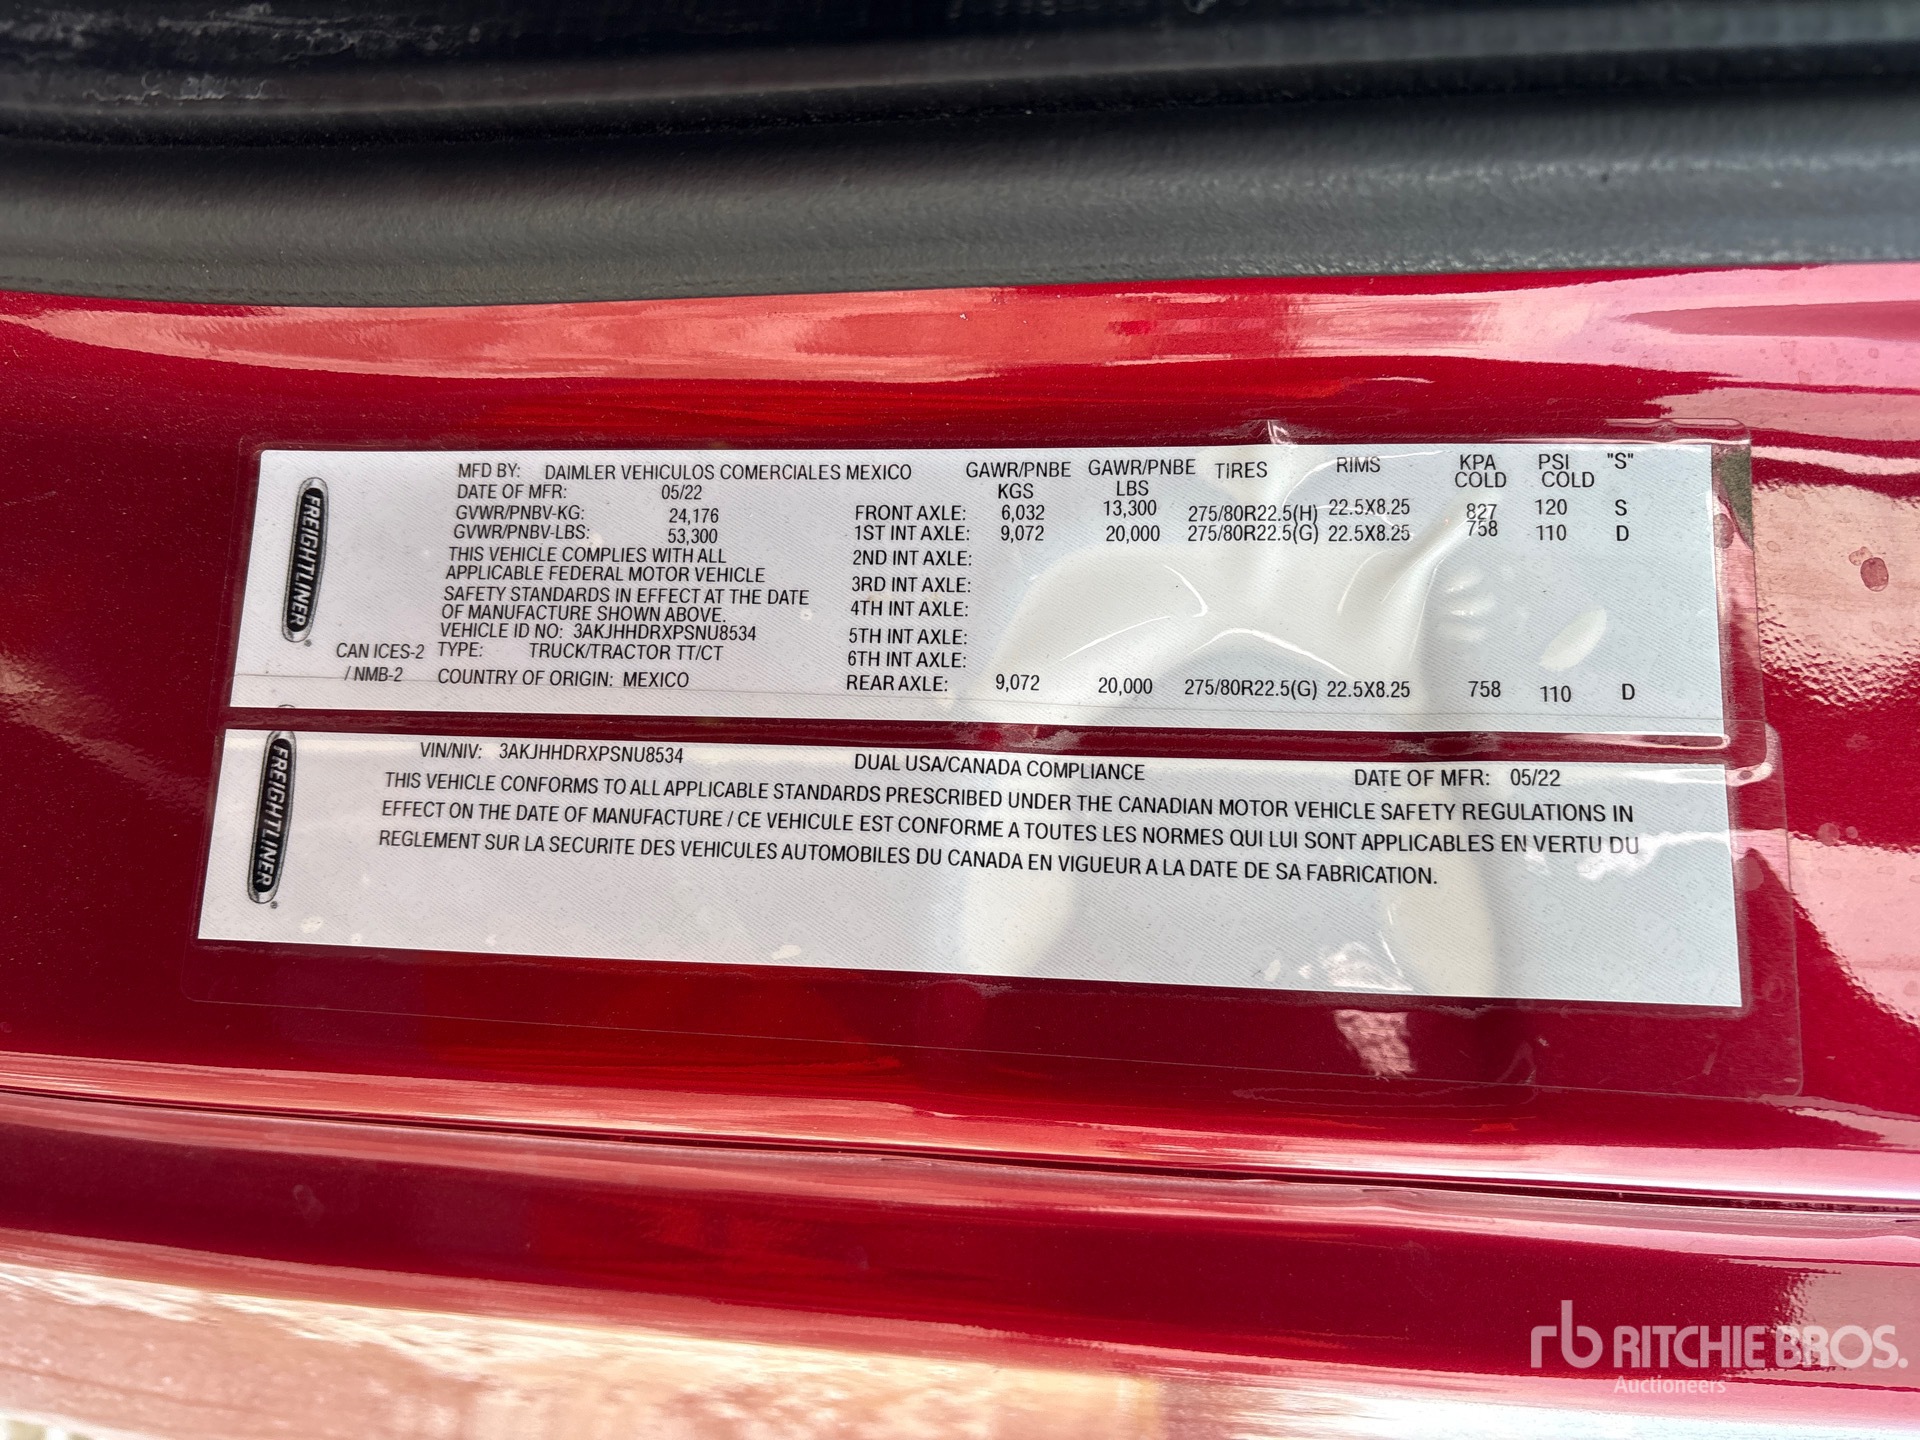 FREIGHTLINER ®
CAN ICES-2
/ NMB-2
MFD BY: DAIMLER VEHICULOS COMERCIALES MEXICO
DATE OF MFR: 05/22
GVWR/PNBV-KG: 24,176
GVWR/PNBV-LBS: 53,300
THIS VEHICLE COMPLIES WITH ALL
APPLICABLE FEDERAL MOTOR VEHICLE
SAFETY STANDARDS IN EFFECT AT THE DATE
OF MANUFACTURE SHOWN ABOVE.
VEHICLE ID NO: 3AKJHHDRXPSNU8534
TYPE: TRUCK/TRACTOR TT/CT
COUNTRY OF ORIGIN: MEXICO
GAWR/PNBE KGS GAWR/PNBE LBS TIRES RIMS KPA COLD PSI COLD "S"
FRONT AXLE: 6,032 13,300 275/80R22.5(H) 22.5X8.25 827 120 S
1ST INT AXLE: 9,072 20,000 275/80R22.5(G) 22.5X8.25 758 110 D
2ND INT AXLE:
3RD INT AXLE:
4TH INT AXLE:
5TH INT AXLE:
6TH INT AXLE:
REAR AXLE: 9,072 20,000 275/80R22.5(G) 22.5X8.25 758 110 D
FREIGHTLINER ®
VIN/NIV: 3AKJHHDRXPSNU8534 DUAL USA/CANADA COMPLIANCE DATE OF MFR: 05/22
THIS VEHICLE CONFORMS TO ALL APPLICABLE STANDARDS PRESCRIBED UNDER THE CANADIAN MOTOR VEHICLE SAFETY REGULATIONS IN
EFFECT ON THE DATE OF MANUFACTURE / CE VEHICULE EST CONFORME A TOUTES LES NORMES QUI LUI SONT APPLICABLES EN VERTU DU
REGLEMENT SUR LA SECURITE DES VEHICULES AUTOMOBILES DU CANADA EN VIGUEUR A LA DATE DE SA FABRICATION.
rb RITCHIE BROS.
Auctioneers